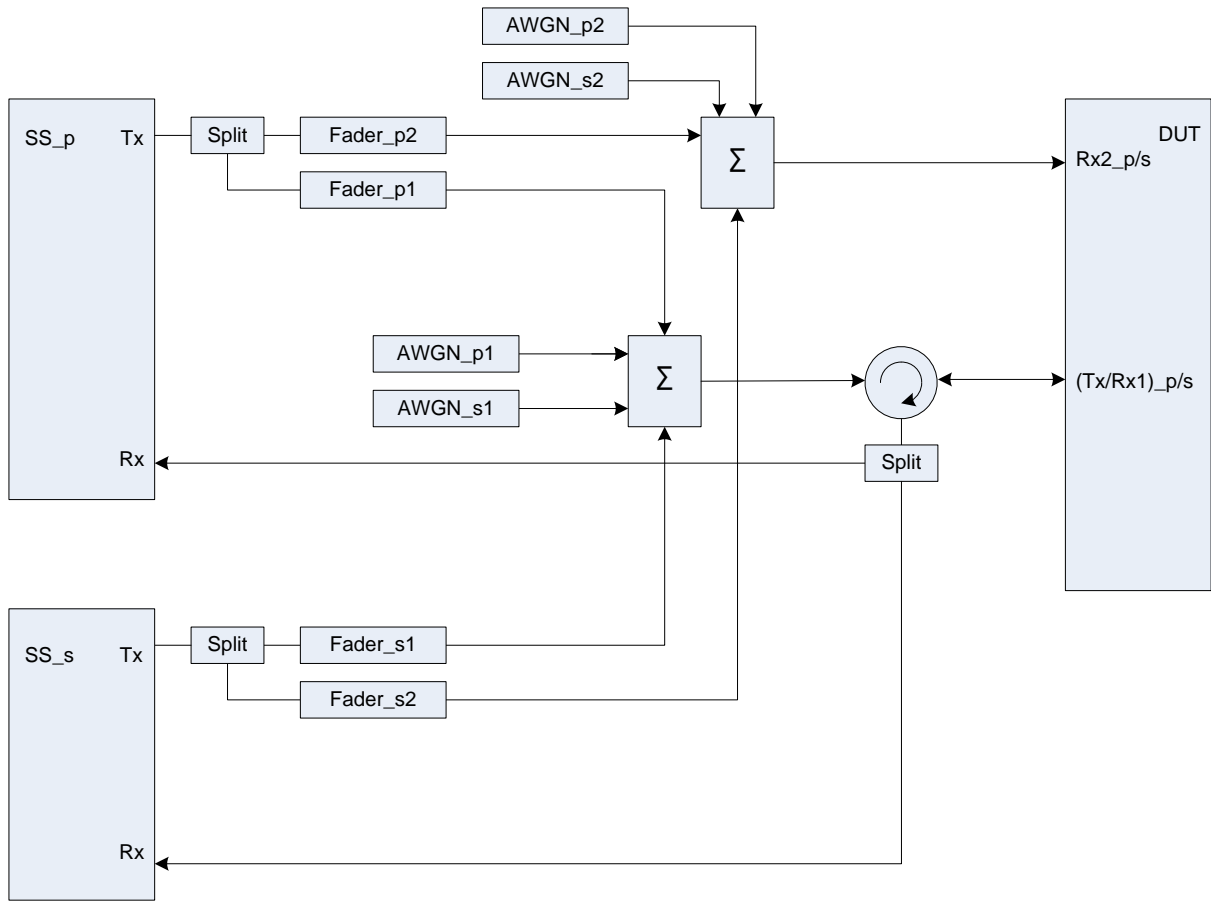 AWGN_p2
AWGN_s2
SS_p
Tx
Split
Fader_p2
Σ
DUT
Rx2_p/s
Fader_p1
AWGN_p1
Σ
AWGN_s1
(Tx/Rx1)_p/s
Rx
Split
SS_s
Tx
Split
Fader_s1
Fader_s2
Rx